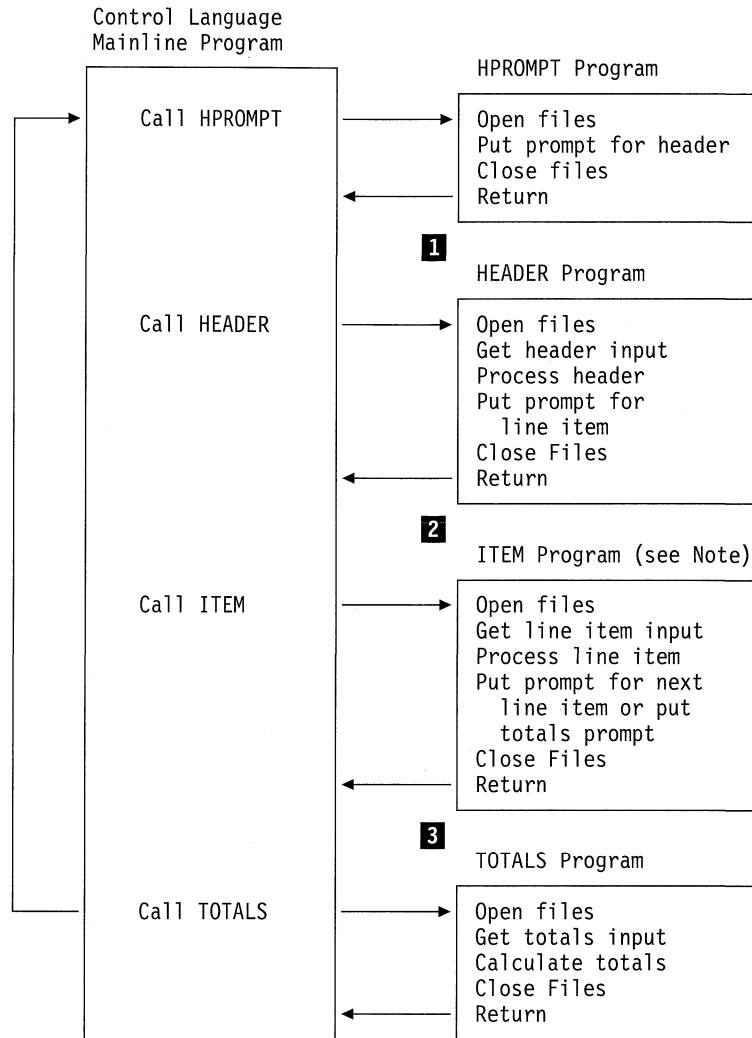 Control Language
Mainline Program
HPROMPT Program
Call HPROMPT
Open files
Put prompt for header
Close files
Return
1
HEADER Program
Call HEADER
Open files
Get header input
Process header
Put prompt for
line item
Close Files
Return
2
ITEM Program (see Note)
Call ITEM
Open files
Get line item input
Process line item
Put prompt for next
line item or put
totals prompt
Close Files
Return
3
TOTALS Program
Call TOTALS
Open files
Get totals input
Calculate totals
Close Files
Return